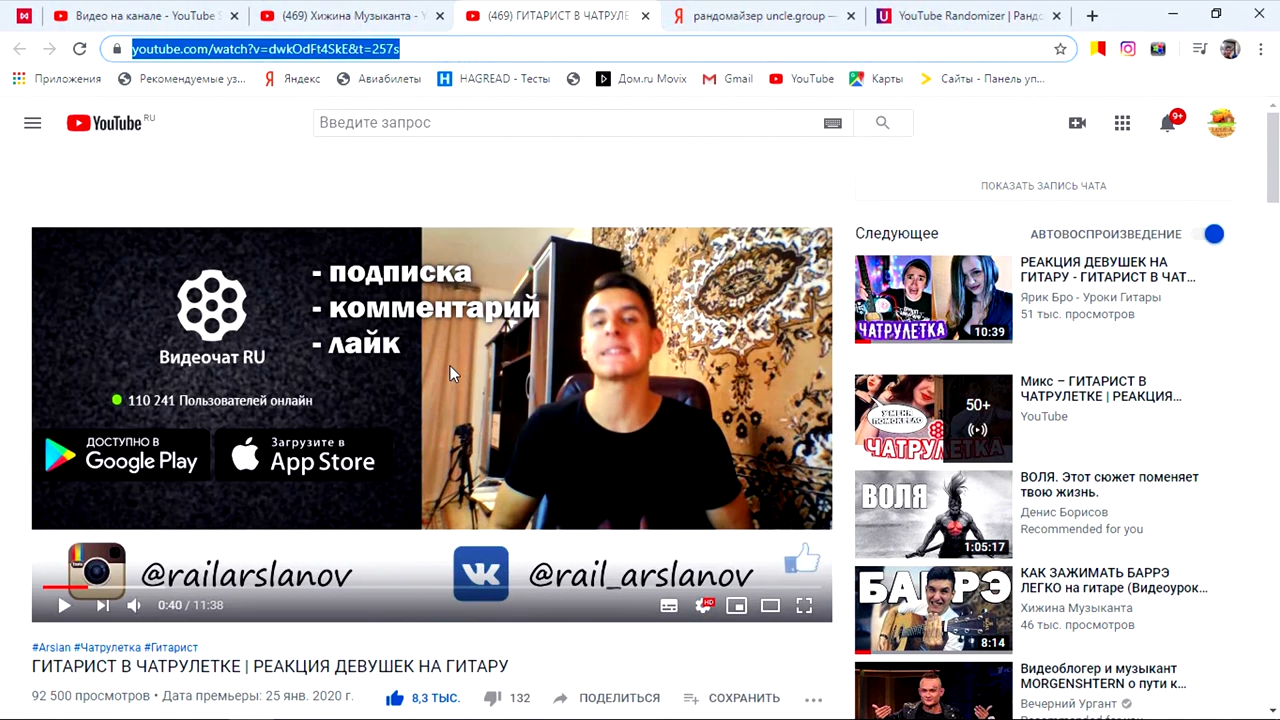 Видео на канале - YouTube S
(469) Хижина Музыканта - Y
(469) ГИТАРИСТ В ЧАТРУЛЕ
рандомайзер uncle.group —
YouTube Randomizer | Ранд
youtube.com/watch?v=dwkOdFt4SkE&t=257s
Приложения
Рекомендуемые уз...
Яндекс
Авиабилеты
HAGREAD - Тесты
Дом.ru Movix
Gmail
YouTube
Карты
Сайты - Панель уп...
YouTube RU
Введите запрос
9+
ПОКАЗАТЬ ЗАПИСЬ ЧАТА
- подписка
- комментарий
- лайк
Видеочат RU
110 241 Пользователей онлайн
ДОСТУПНО В
Google Play
Загрузите в
App Store
@railarslanov
@rail_arslanov
0:40 / 11:38
HD
#Arslan #Чатрулетка #Гитарист
ГИТАРИСТ В ЧАТРУЛЕТКЕ | РЕАКЦИЯ ДЕВУШЕК НА ГИТАРУ
92 500 просмотров • Дата премьеры: 25 янв. 2020 г.
8,3 ТЫС.
132
ПОДЕЛИТЬСЯ
СОХРАНИТЬ
Следующее
АВТОВОСПРОИЗВЕДЕНИЕ
ЧАТРУЛЕТКА
10:39
РЕАКЦИЯ ДЕВУШЕК НА
ГИТАРУ - ГИТАРИСТ В ЧАТ...
Ярик Бро - Уроки Гитары
51 тыс. просмотров
ЧАТРУЛЕТКА
50+
Микс – ГИТАРИСТ В
ЧАТРУЛЕТКЕ | РЕАКЦИЯ...
YouTube
ВОЛЯ
1:05:17
ВОЛЯ. Этот сюжет поменяет
твою жизнь.
Денис Борисов
Recommended for you
БАРРЭ
8:14
КАК ЗАЖИМАТЬ БАРРЭ
ЛЕГКО на гитаре (Видеоурок...
Хижина Музыканта
46 тыс. просмотров
Видеоблогер и музыкант
MORGENSHTERN о пути к...
Вечерний Ургант